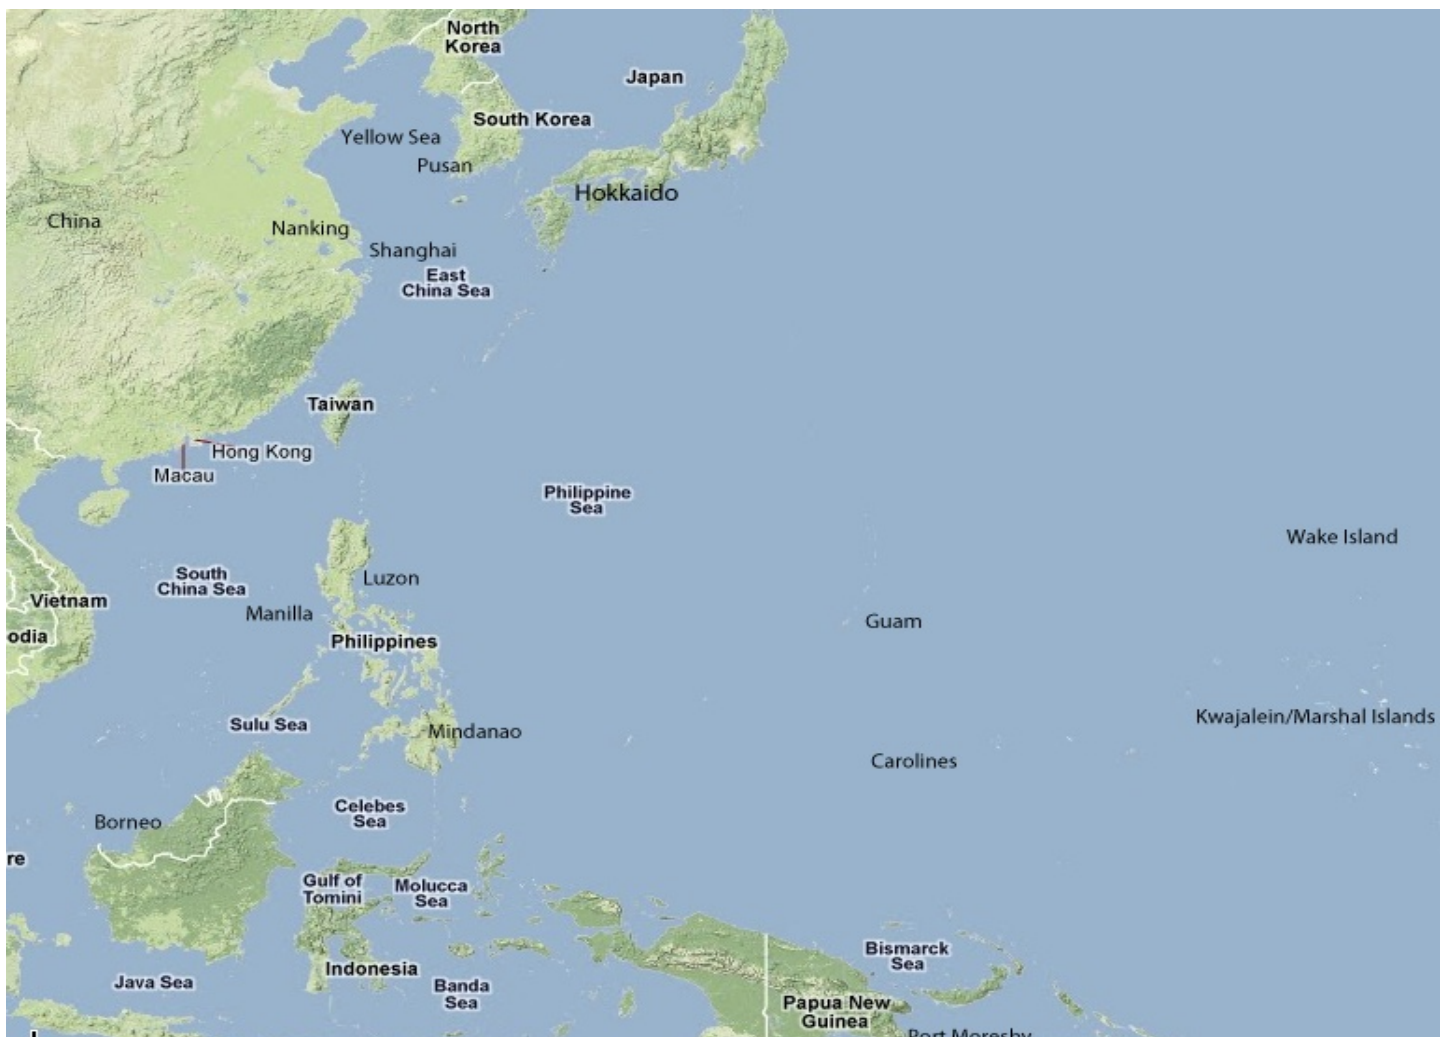 North
Korea
Japan
South Korea
Yellow Sea
Pusan
Hokkaido
China
Nanking
Shanghai
East
China Sea
Taiwan
Hong Kong
Macau
Philippine
Sea
Wake Island
South
China Sea
Luzon
Vietnam
Manilla
Guam
odia
Philippines
Kwajalein/Marshal Islands
Sulu Sea
Mindanao
Carolines
Celebes
Sea
Borneo
re
Gulf of
Tomini
Molucca
Sea
Bismarck
Sea
Indonesia
Java Sea
Banda
Sea
Papua New
Guinea
Port Moresby